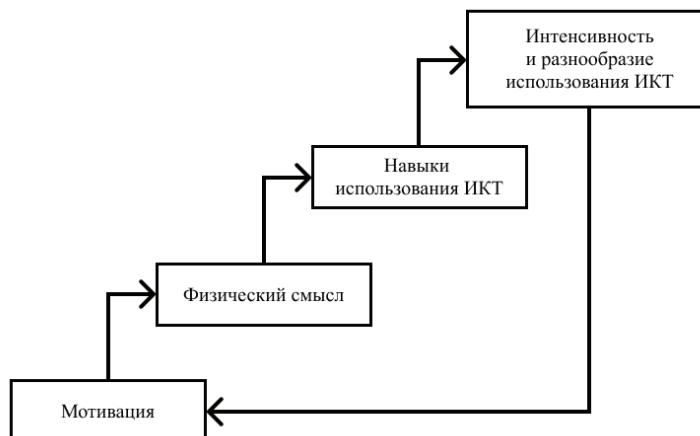 Интенсивность
и разнообразие
использования ИКТ
Навыки
использования ИКТ
Физический смысл
Мотивация